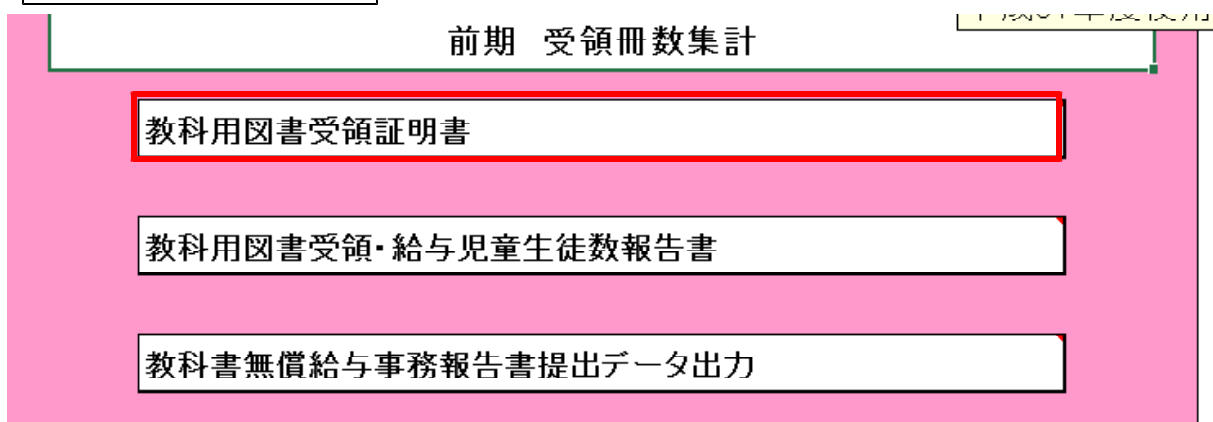 前期 受領冊数集計
教科用図書受領証明書
教科用図書受領・給与児童生徒数報告書
教科書無償給与事務報告書提出データ出力